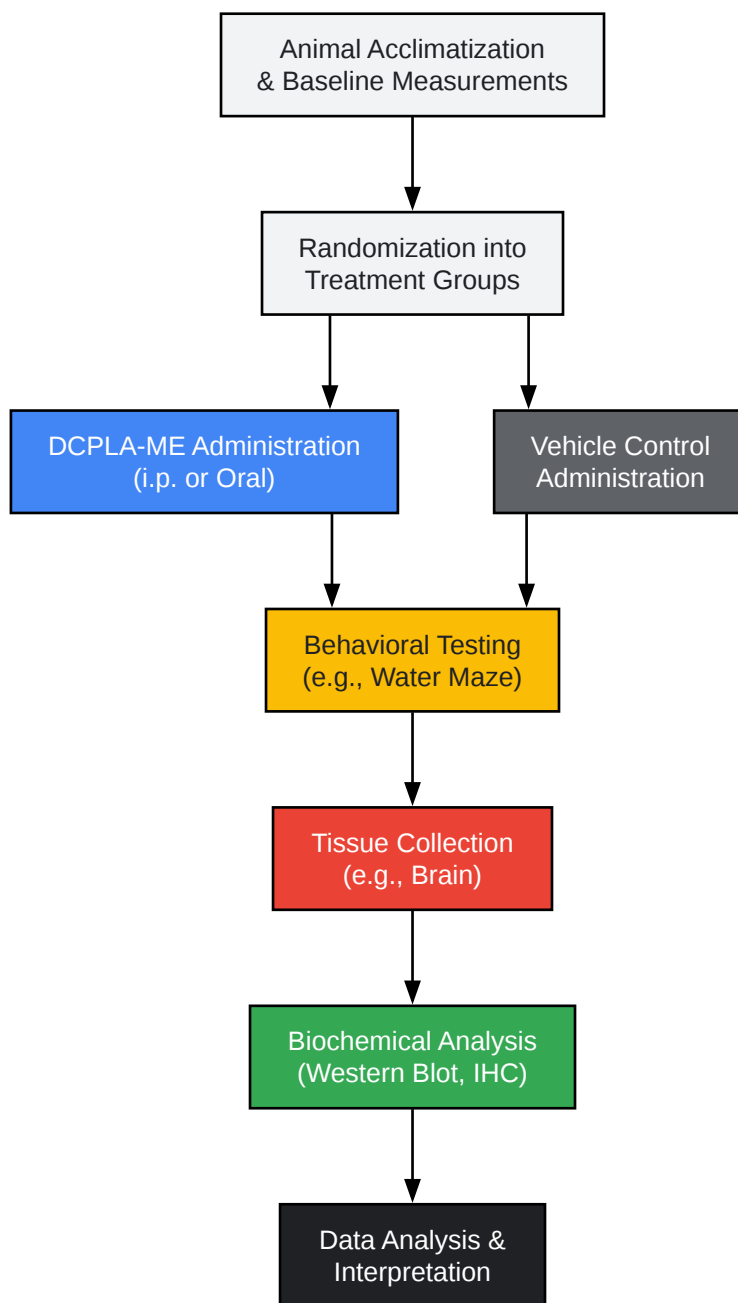 Animal Acclimatization
& Baseline Measurements
Randomization into
Treatment Groups
DCPLA-ME Administration
(i.p. or Oral)
Vehicle Control
Administration
Behavioral Testing
(e.g., Water Maze)
Tissue Collection
(e.g., Brain)
Biochemical Analysis
(Western Blot, IHC)
Data Analysis &
Interpretation